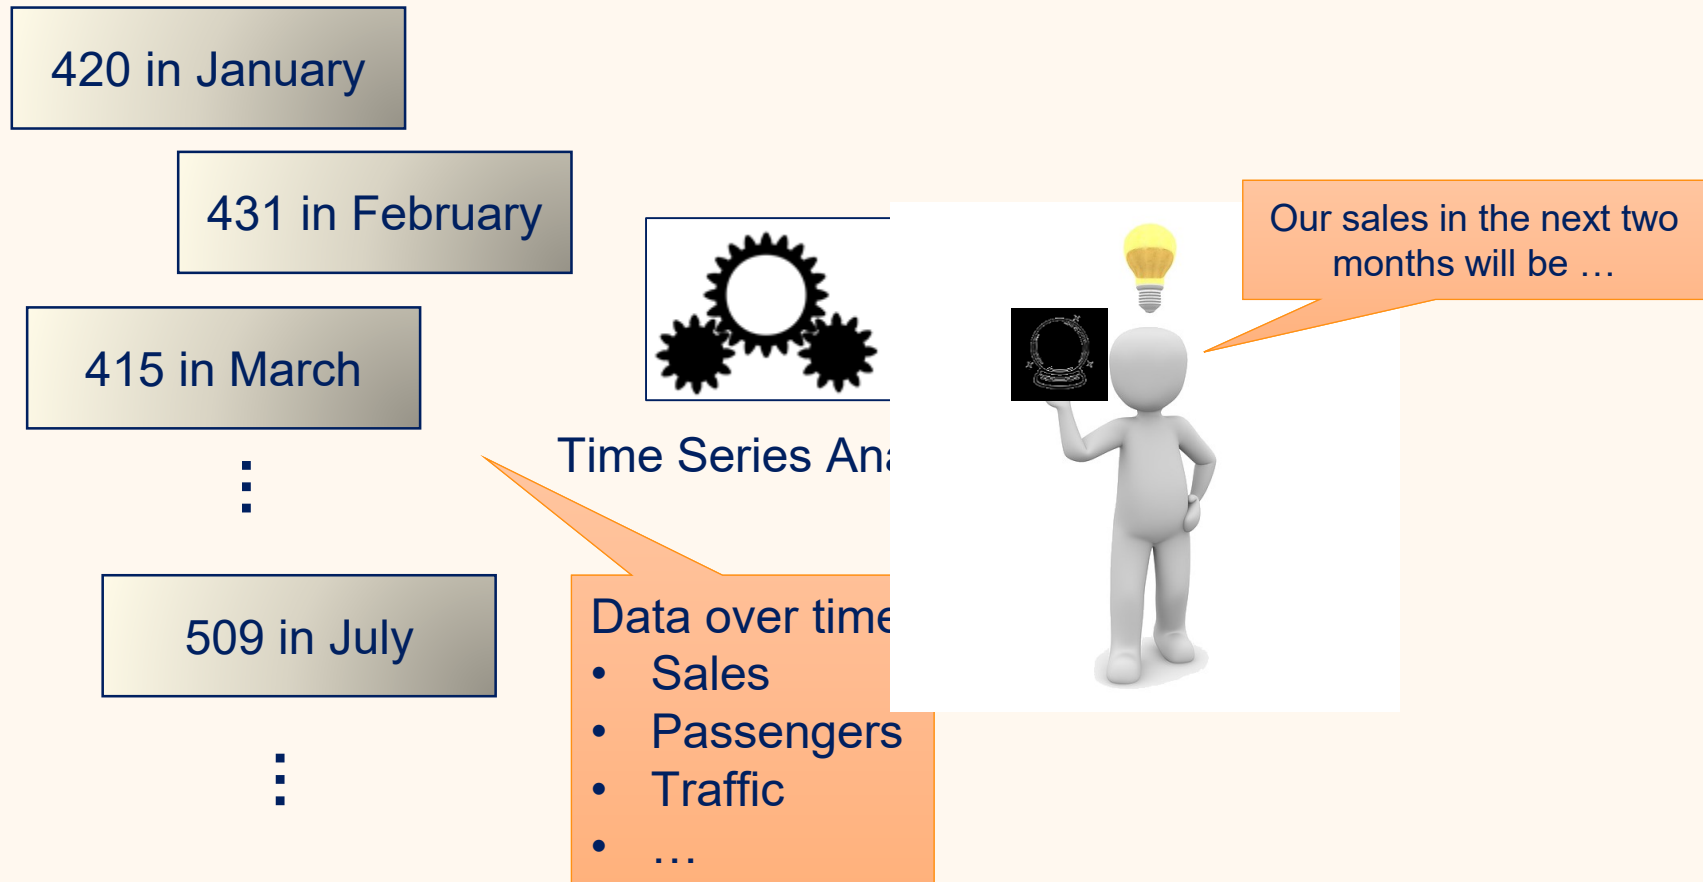 420 in January
431 in February
415 in March
⋮
509 in July
⋮
Time Series Ana
Data over time
• Sales
• Passengers
• Traffic
• …
Our sales in the next two
months will be …